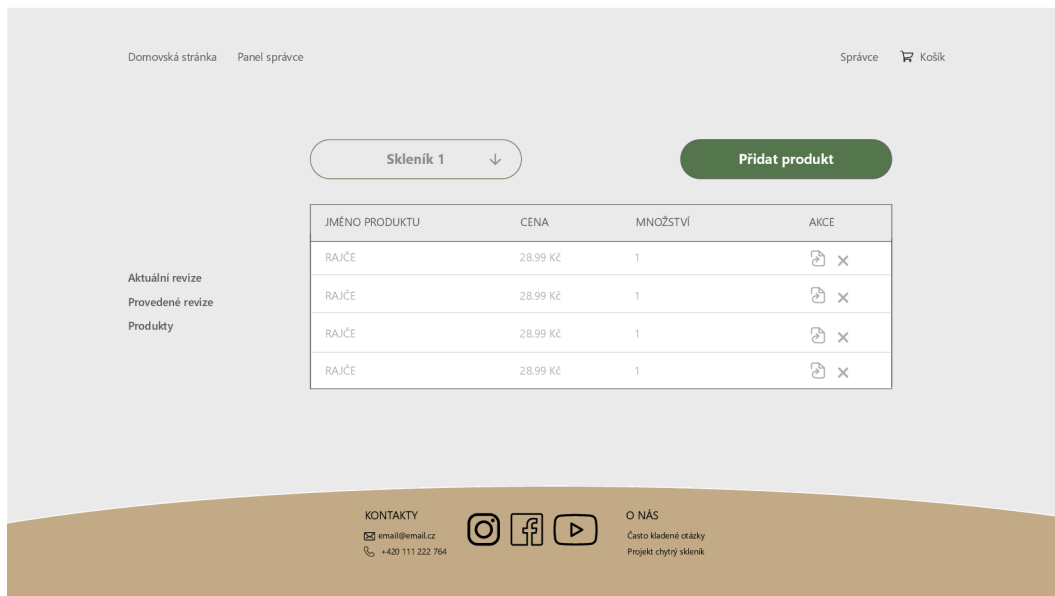 Domovská stránka Panel správce Správce Košík
Skleník 1 Přidat produkt
JMÉNO PRODUKTU CENA MNOŽSTVÍ AKCE
RAJČE 28.99 Kč 1
RAJČE 28.99 Kč 1
RAJČE 28.99 Kč 1
RAJČE 28.99 Kč 1
Aktuální revize
Provedené revize
Produkty
KONTAKTY
email@email.cz
+420 111 222 764
O NÁS
Často kladené otázky
Projekt chytrý skleník